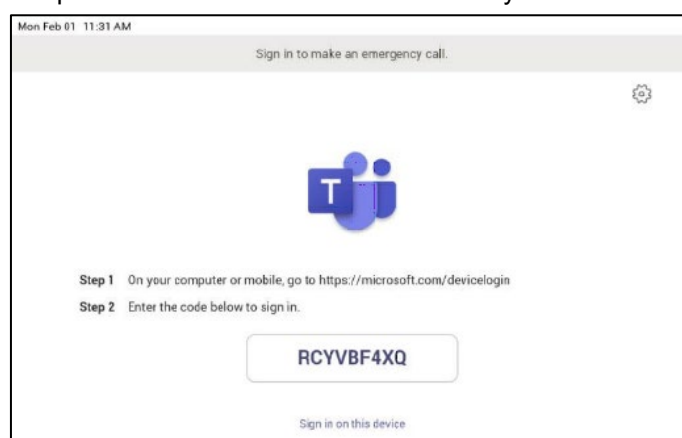 Mon Feb 01 11:31 AM
Sign in to make an emergency call.
T
Step 1 On your computer or mobile, go to https://microsoft.com/devicelogin
Step 2 Enter the code below to sign in.
RCYVBF4XQ
Sign in on this device